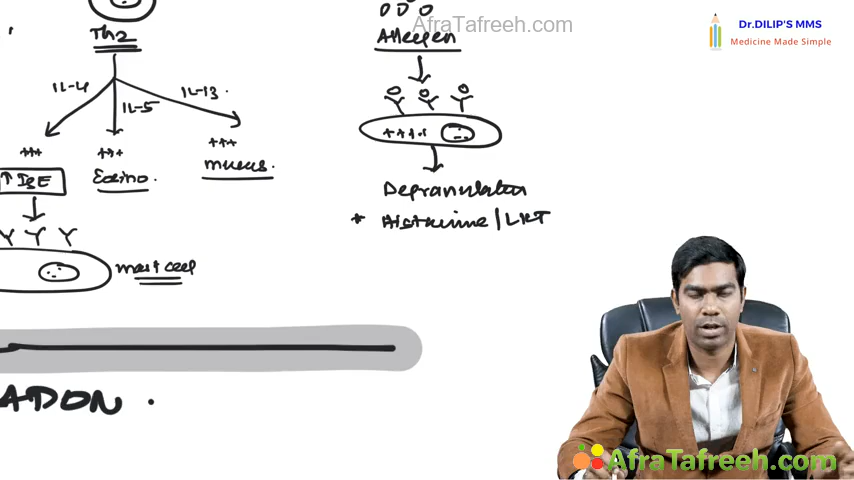 AfraTafreeh.com
Dr.DILIP'S MMS
Medicine Made Simple
Th2
IL-4
IL-5
IL-13.
+++
+++
+++
↑ IgE
Eosino.
mucus.
mast cell
Allergen
++++
Degranulation
* Histamine/LKT
ADON.
AfraTafreeh.com